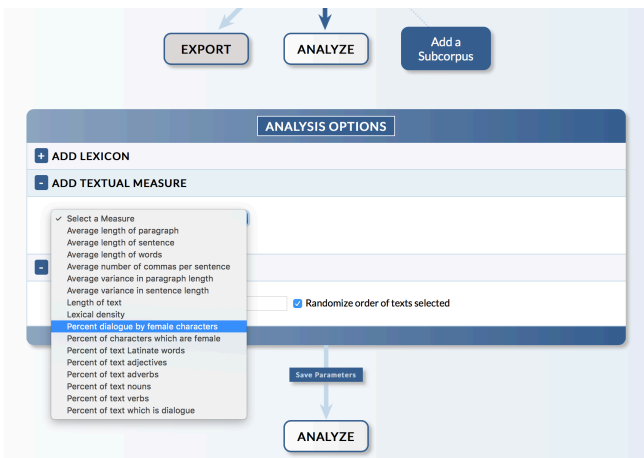 EXPORT
ANALYZE
Add a
Subcorpus
ANALYSIS OPTIONS
+ ADD LEXICON
- ADD TEXTUAL MEASURE
✓ Select a Measure
Average length of paragraph
Average length of sentence
Average length of words
Average number of commas per sentence
Average variance in paragraph length
Average variance in sentence length
Length of text
Lexical density
Percent dialogue by female characters
Percent of characters which are female
Percent of text Latinate words
Percent of text adjectives
Percent of text adverbs
Percent of text nouns
Percent of text verbs
Percent of text which is dialogue
-
Randomize order of texts selected
Save Parameters
ANALYZE